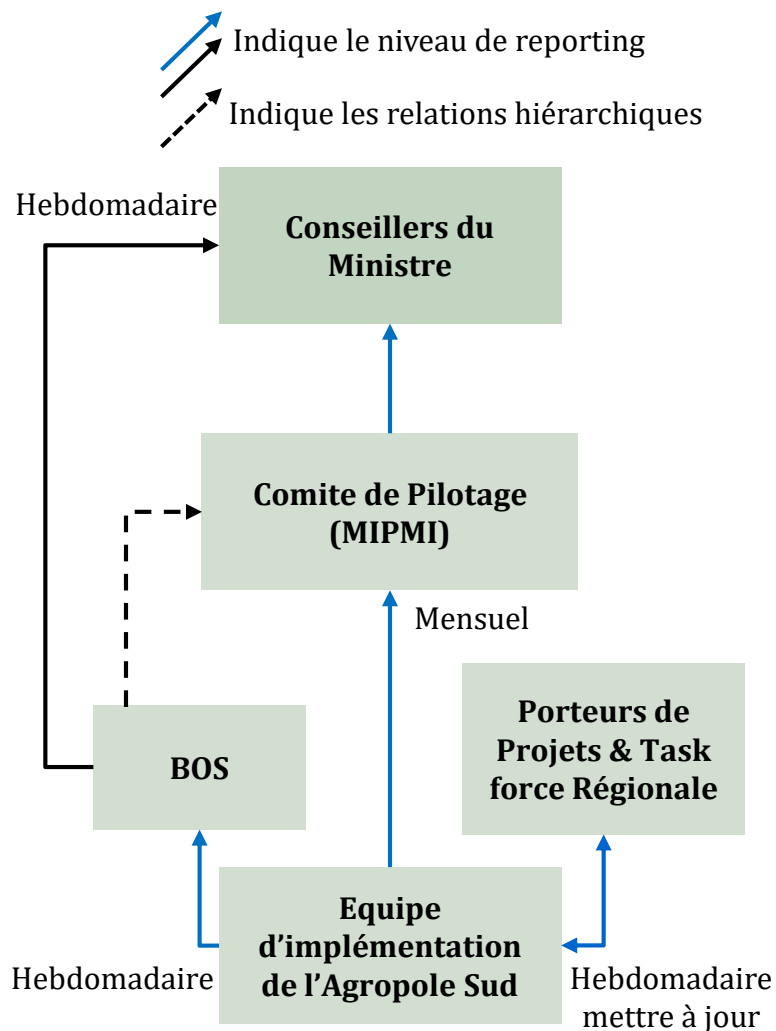 Indique le niveau de reporting
Indique les relations hiérarchiques
Hebdomadaire
Conseillers du
Ministre
Comite de Pilotage
(MIPMI)
Mensuel
Porteurs de
Projets & Task
force Régionale
BOS
Equipe
d’implémentation
de l’Agropole Sud
Hebdomadaire
Hebdomadaire
mettre à jour